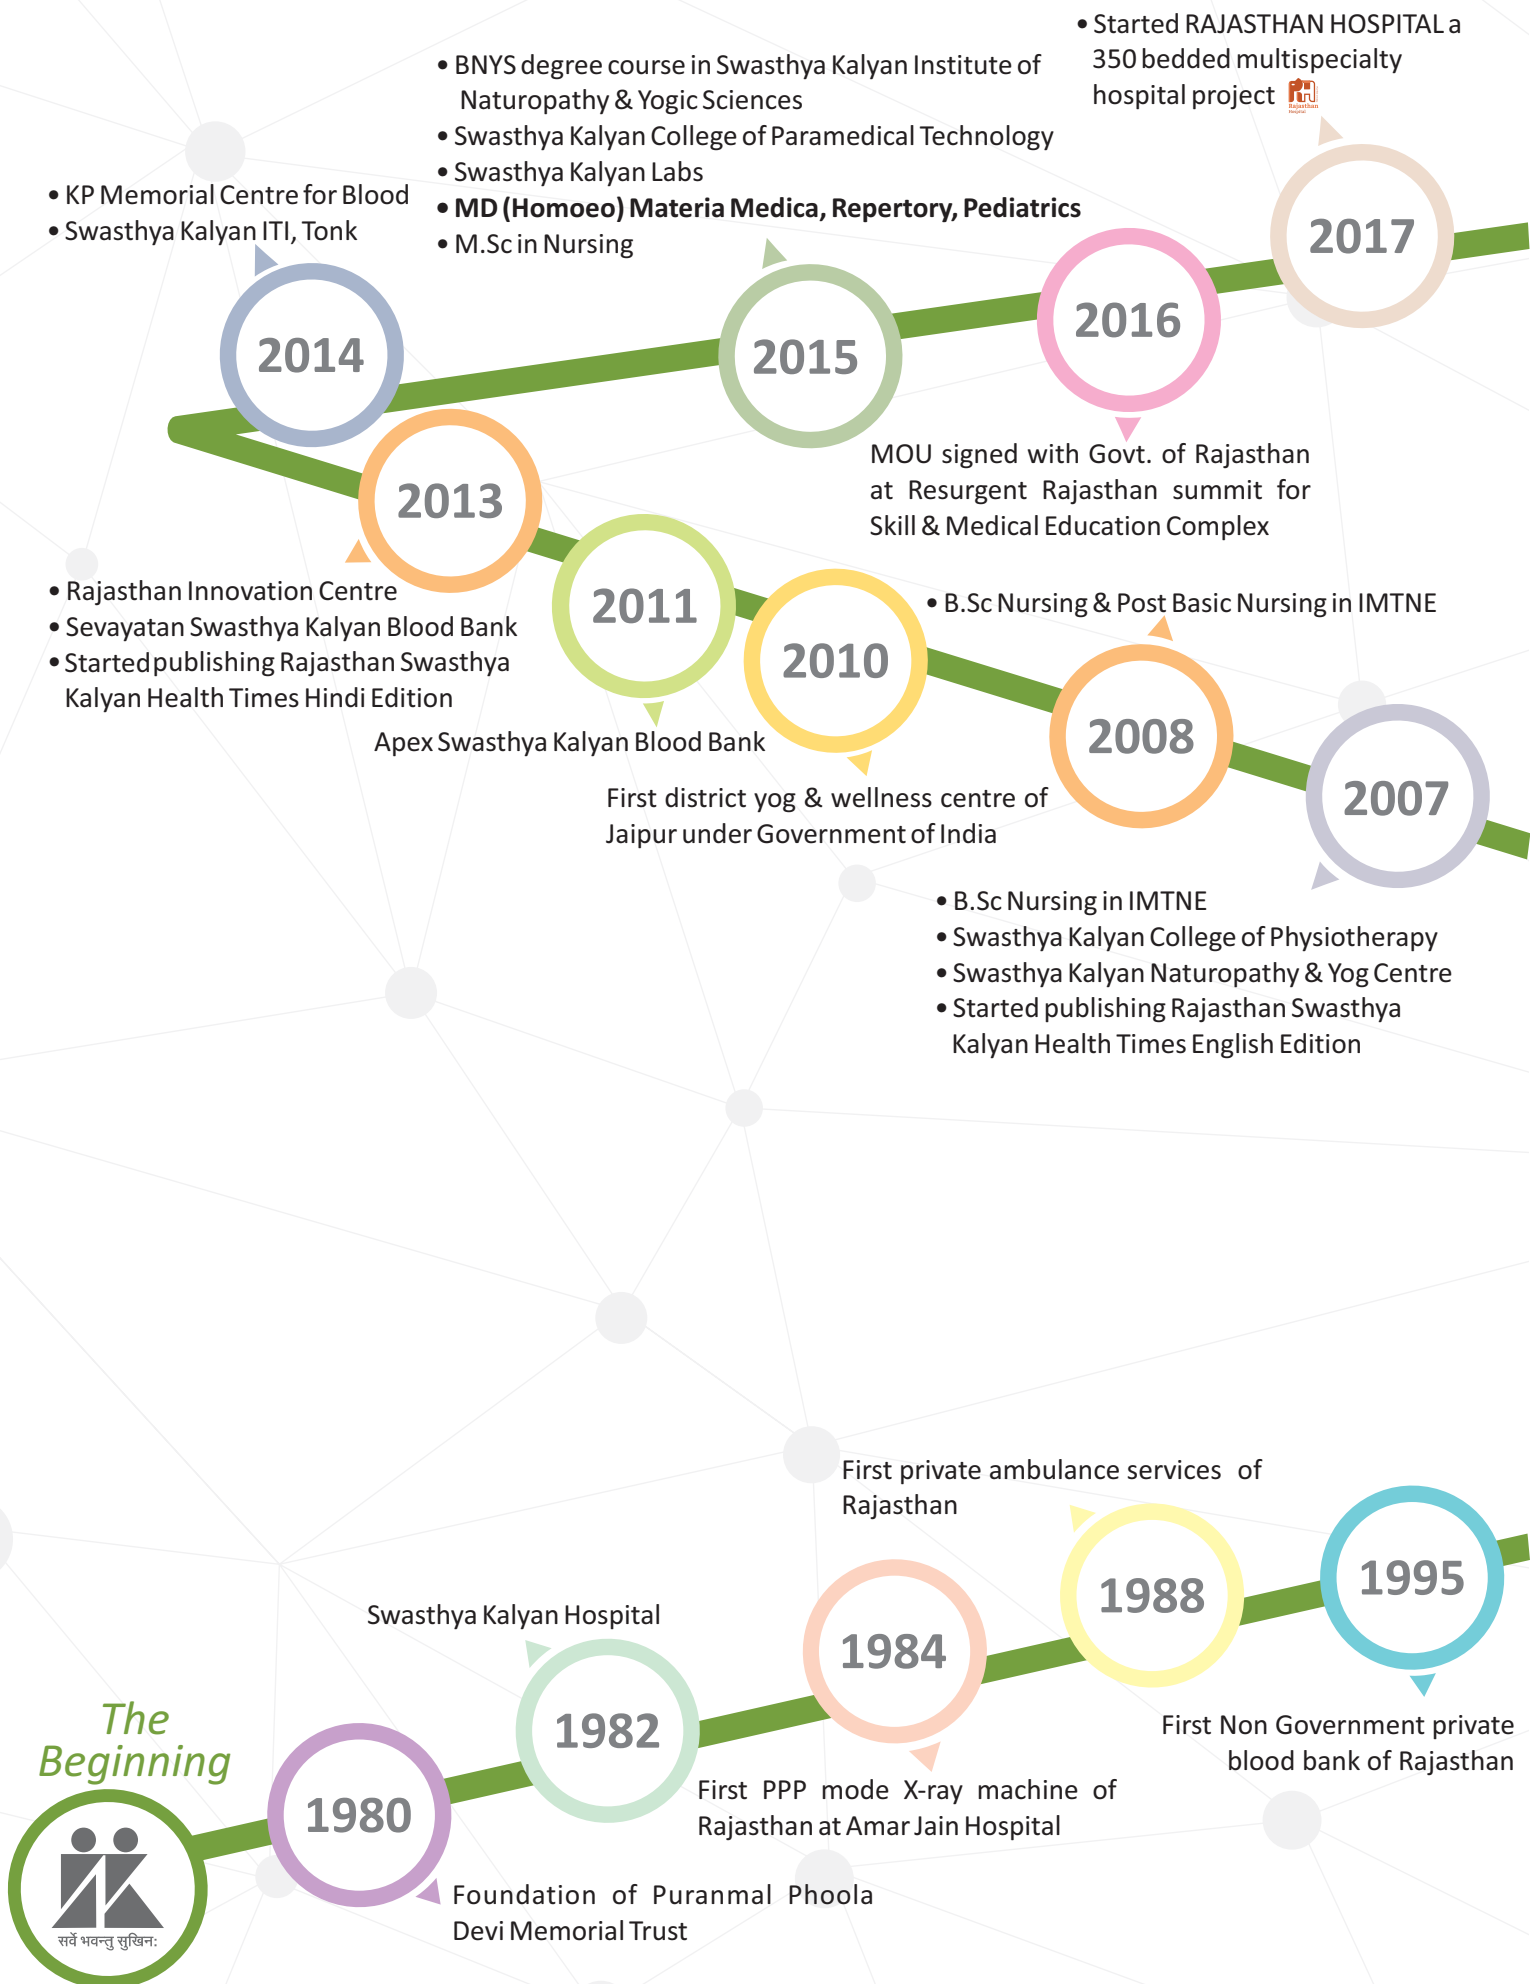 • Started RAJASTHAN HOSPITAL a
350 bedded multispecialty
hospital project
RH
Rajasthan
Hospital
• BNYS degree course in Swasthya Kalyan Institute of
Naturopathy & Yogic Sciences
• Swasthya Kalyan College of Paramedical Technology
• Swasthya Kalyan Labs
• MD (Homoeo) Materia Medica, Repertory, Pediatrics
• M.Sc in Nursing
• KP Memorial Centre for Blood
• Swasthya Kalyan ITI, Tonk
2014
2015
2016
2017
MOU signed with Govt. of Rajasthan
at Resurgent Rajasthan summit for
Skill & Medical Education Complex
2013
2011
2010
2008
2007
• Rajasthan Innovation Centre
• Sevayatan Swasthya Kalyan Blood Bank
• Started publishing Rajasthan Swasthya
Kalyan Health Times Hindi Edition
• B.Sc Nursing & Post Basic Nursing in IMTNE
Apex Swasthya Kalyan Blood Bank
First district yog & wellness centre of
Jaipur under Government of India
• B.Sc Nursing in IMTNE
• Swasthya Kalyan College of Physiotherapy
• Swasthya Kalyan Naturopathy & Yog Centre
• Started publishing Rajasthan Swasthya
Kalyan Health Times English Edition
First private ambulance services of
Rajasthan
Swasthya Kalyan Hospital
1995
1988
1984
1982
1980
The
Beginning
First Non Government private
blood bank of Rajasthan
First PPP mode X-ray machine of
Rajasthan at Amar Jain Hospital
Foundation of Puranmal Phoola
Devi Memorial Trust
सर्वे भवन्तु सुखिन: